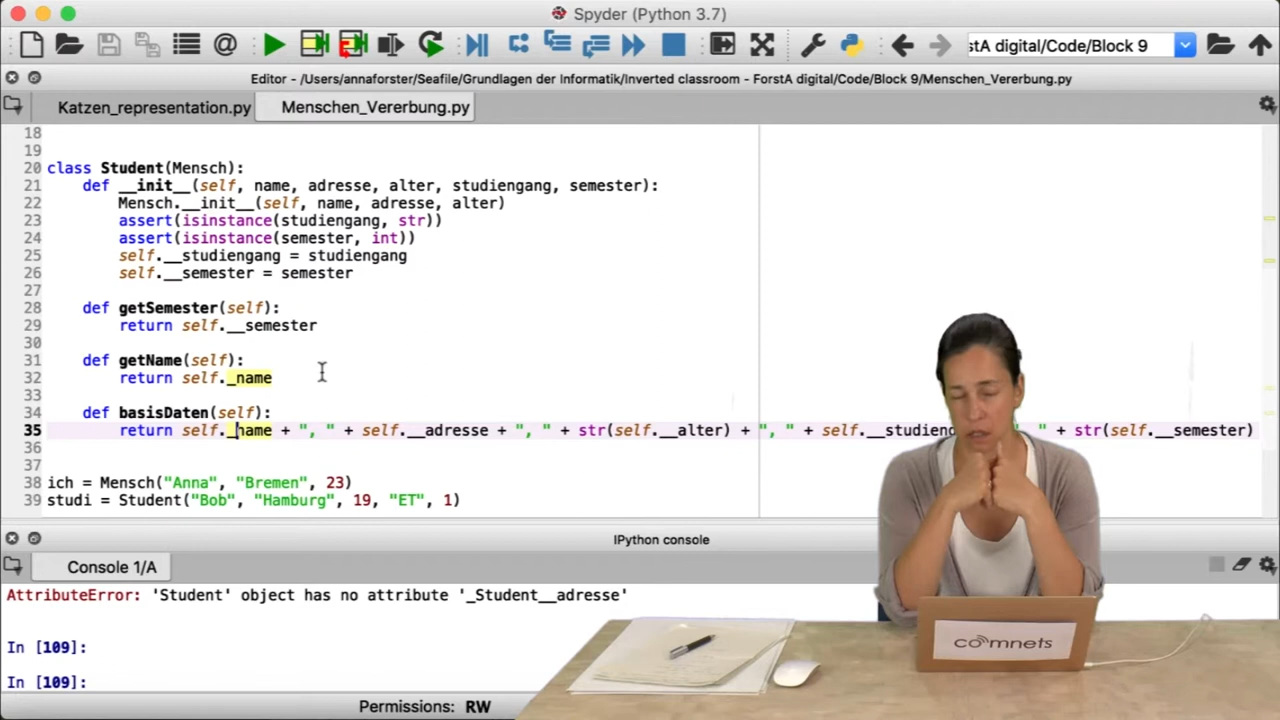 Spyder (Python 3.7)
stA digital/Code/Block 9
Editor - /Users/annaforster/Seafile/Grundlagen der Informatik/Inverted classroom - ForstA digital/Code/Block 9/Menschen_Vererbung.py
Katzen_representation.py
Menschen_Vererbung.py
18
19
20 class Student(Mensch):
21 def __init__(self, name, adresse, alter, studiengang, semester):
22 Mensch.__init__(self, name, adresse, alter)
23 assert(isinstance(studiengang, str))
24 assert(isinstance(semester, int))
25 self.__studiengang = studiengang
26 self.__semester = semester
27
28 def getSemester(self):
29 return self.__semester
30
31 def getName(self):
32 return self._name
33
34 def basisDaten(self):
35 return self._name + ", " + self.__adresse + ", " + str(self.__alter) + ", " + self.__studieng " + str(self.__semester)
36
37
38 ich = Mensch("Anna", "Bremen", 23)
39 studi = Student("Bob", "Hamburg", 19, "ET", 1)
IPython console
Console 1/A
AttributeError: 'Student' object has no attribute '_Student__adresse'
In [109]:
In [109]:
Permissions: RW
comnets